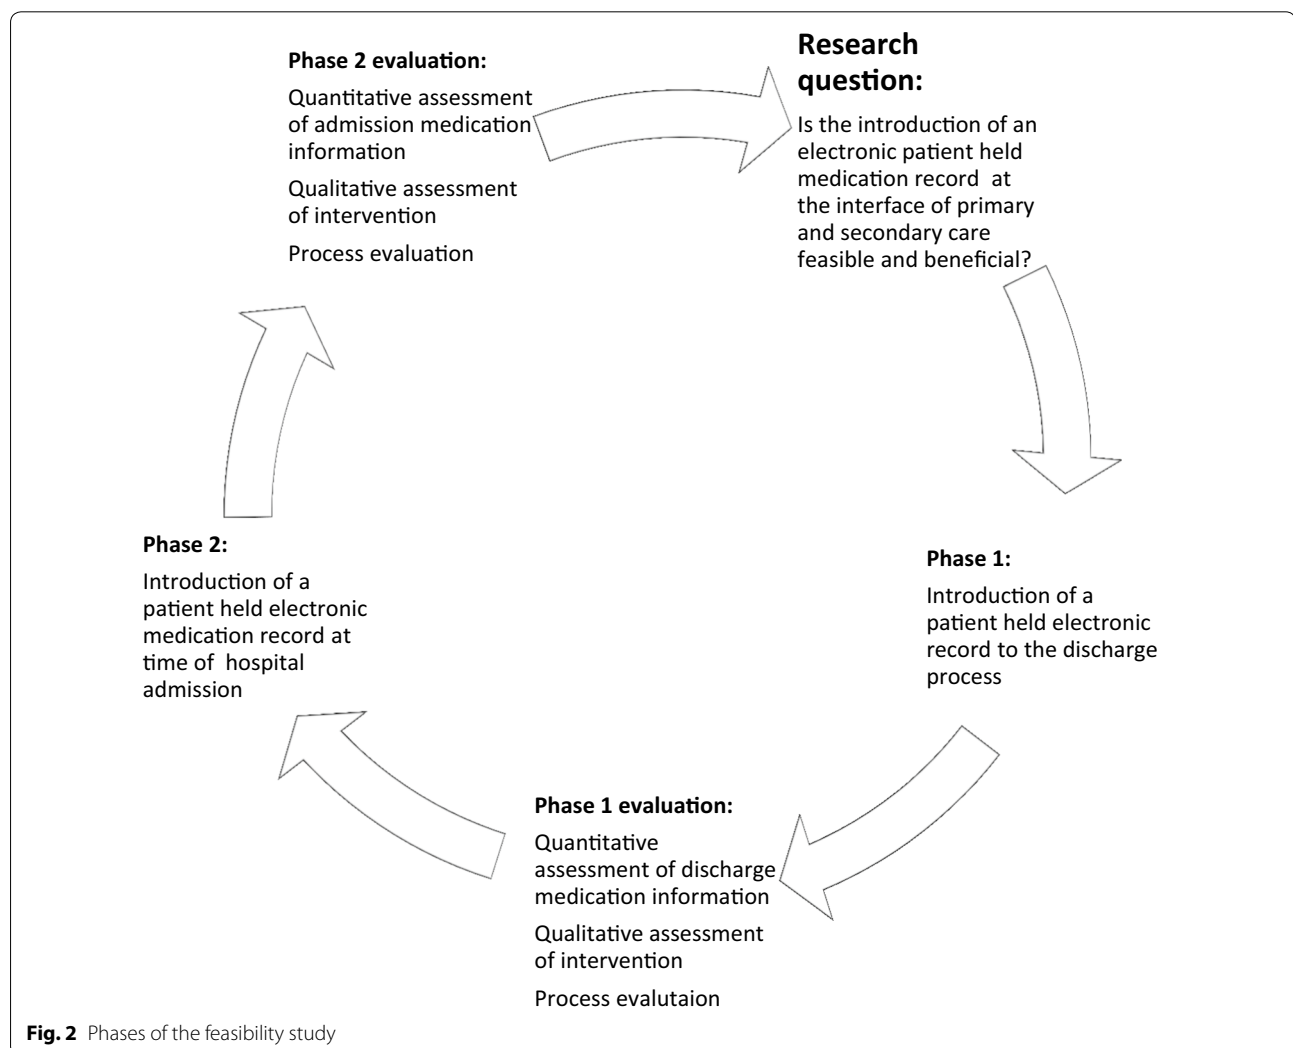 Research
question:
Is the introduction of an
electronic patient held
medication record at
the interface of primary
and secondary care
feasible and beneficial?
Phase 1:
Introduction of a
patient held electronic
record to the discharge
process
Phase 1 evaluation:
Quantitative
assessment of discharge
medication information
Qualitative assessment
of intervention
Process evalutaion
Phase 2:
Introduction of a
patient held electronic
medication record at
time of hospital
admission
Phase 2 evaluation:
Quantitative assessment
of admission medication
information
Qualitative assessment
of intervention
Process evaluation
Fig. 2 Phases of the feasibility study